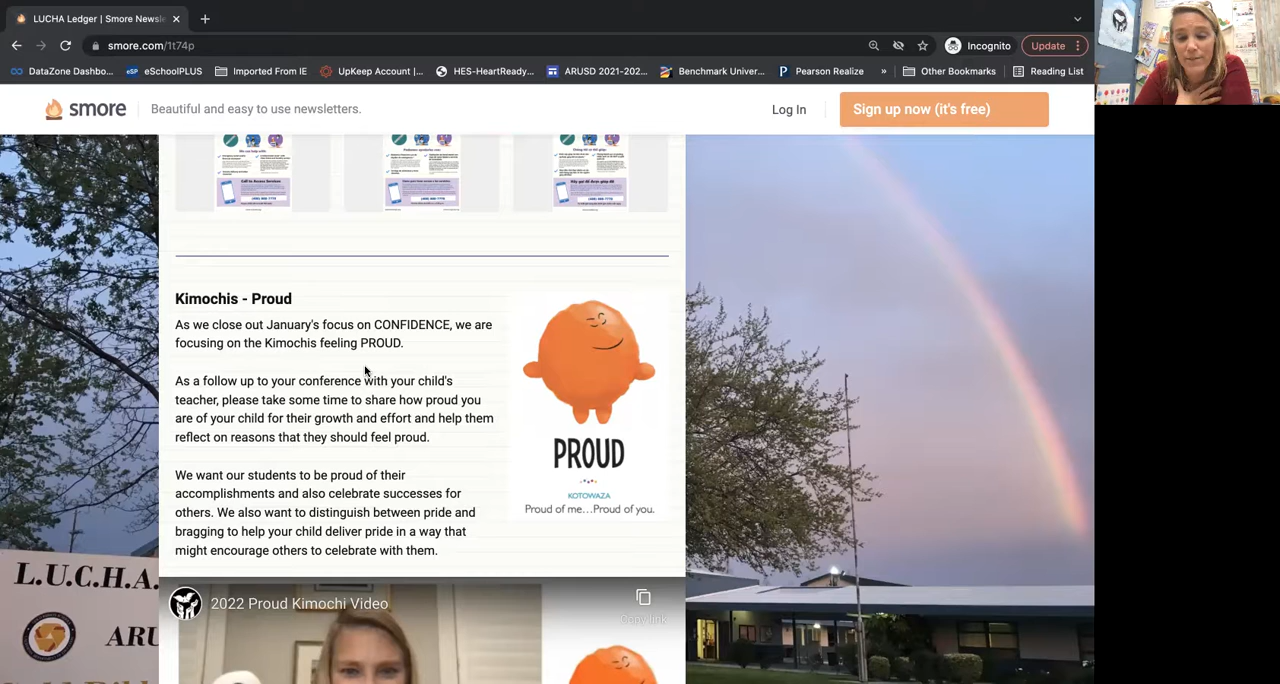 LUCHA Ledger | Smore Newsle
smore.com/1t74p
Incognito
Update
DataZone Dashbo...
eSchoolPLUS
Imported From IE
UpKeep Account |...
HES-HeartReady...
ARUSD 2021-202...
Benchmark Univer...
Pearson Realize
»
Other Bookmarks
Reading List
smore
Beautiful and easy to use newsletters.
Log In
Sign up now (it's free)
Kimochis - Proud
As we close out January's focus on CONFIDENCE, we are
focusing on the Kimochis feeling PROUD.
As a follow up to your conference with your child's
teacher, please take some time to share how proud you
are of your child for their growth and effort and help them
reflect on reasons that they should feel proud.
We want our students to be proud of their
accomplishments and also celebrate successes for
others. We also want to distinguish between pride and
bragging to help your child deliver pride in a way that
might encourage others to celebrate with them.
PROUD
KOTOWAZA
Proud of me...Proud of you.
2022 Proud Kimochi Video
Copy link
L.U.C.H.A.
ARU